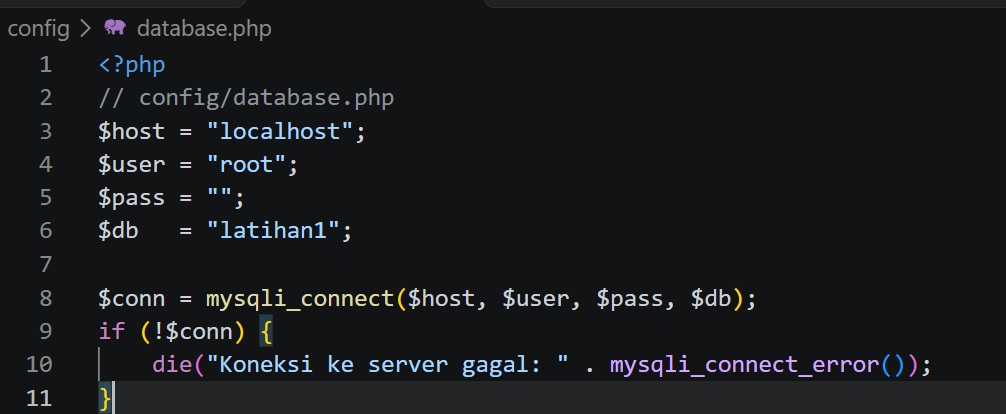 config > database.php
1 <?php
2 // config/database.php
3 $host = "localhost";
4 $user = "root";
5 $pass = "";
6 $db   = "latihan1";
7
8 $conn = mysqli_connect($host, $user, $pass, $db);
9 if (!$conn) {
10     die("Koneksi ke server gagal: " . mysqli_connect_error());
11 }